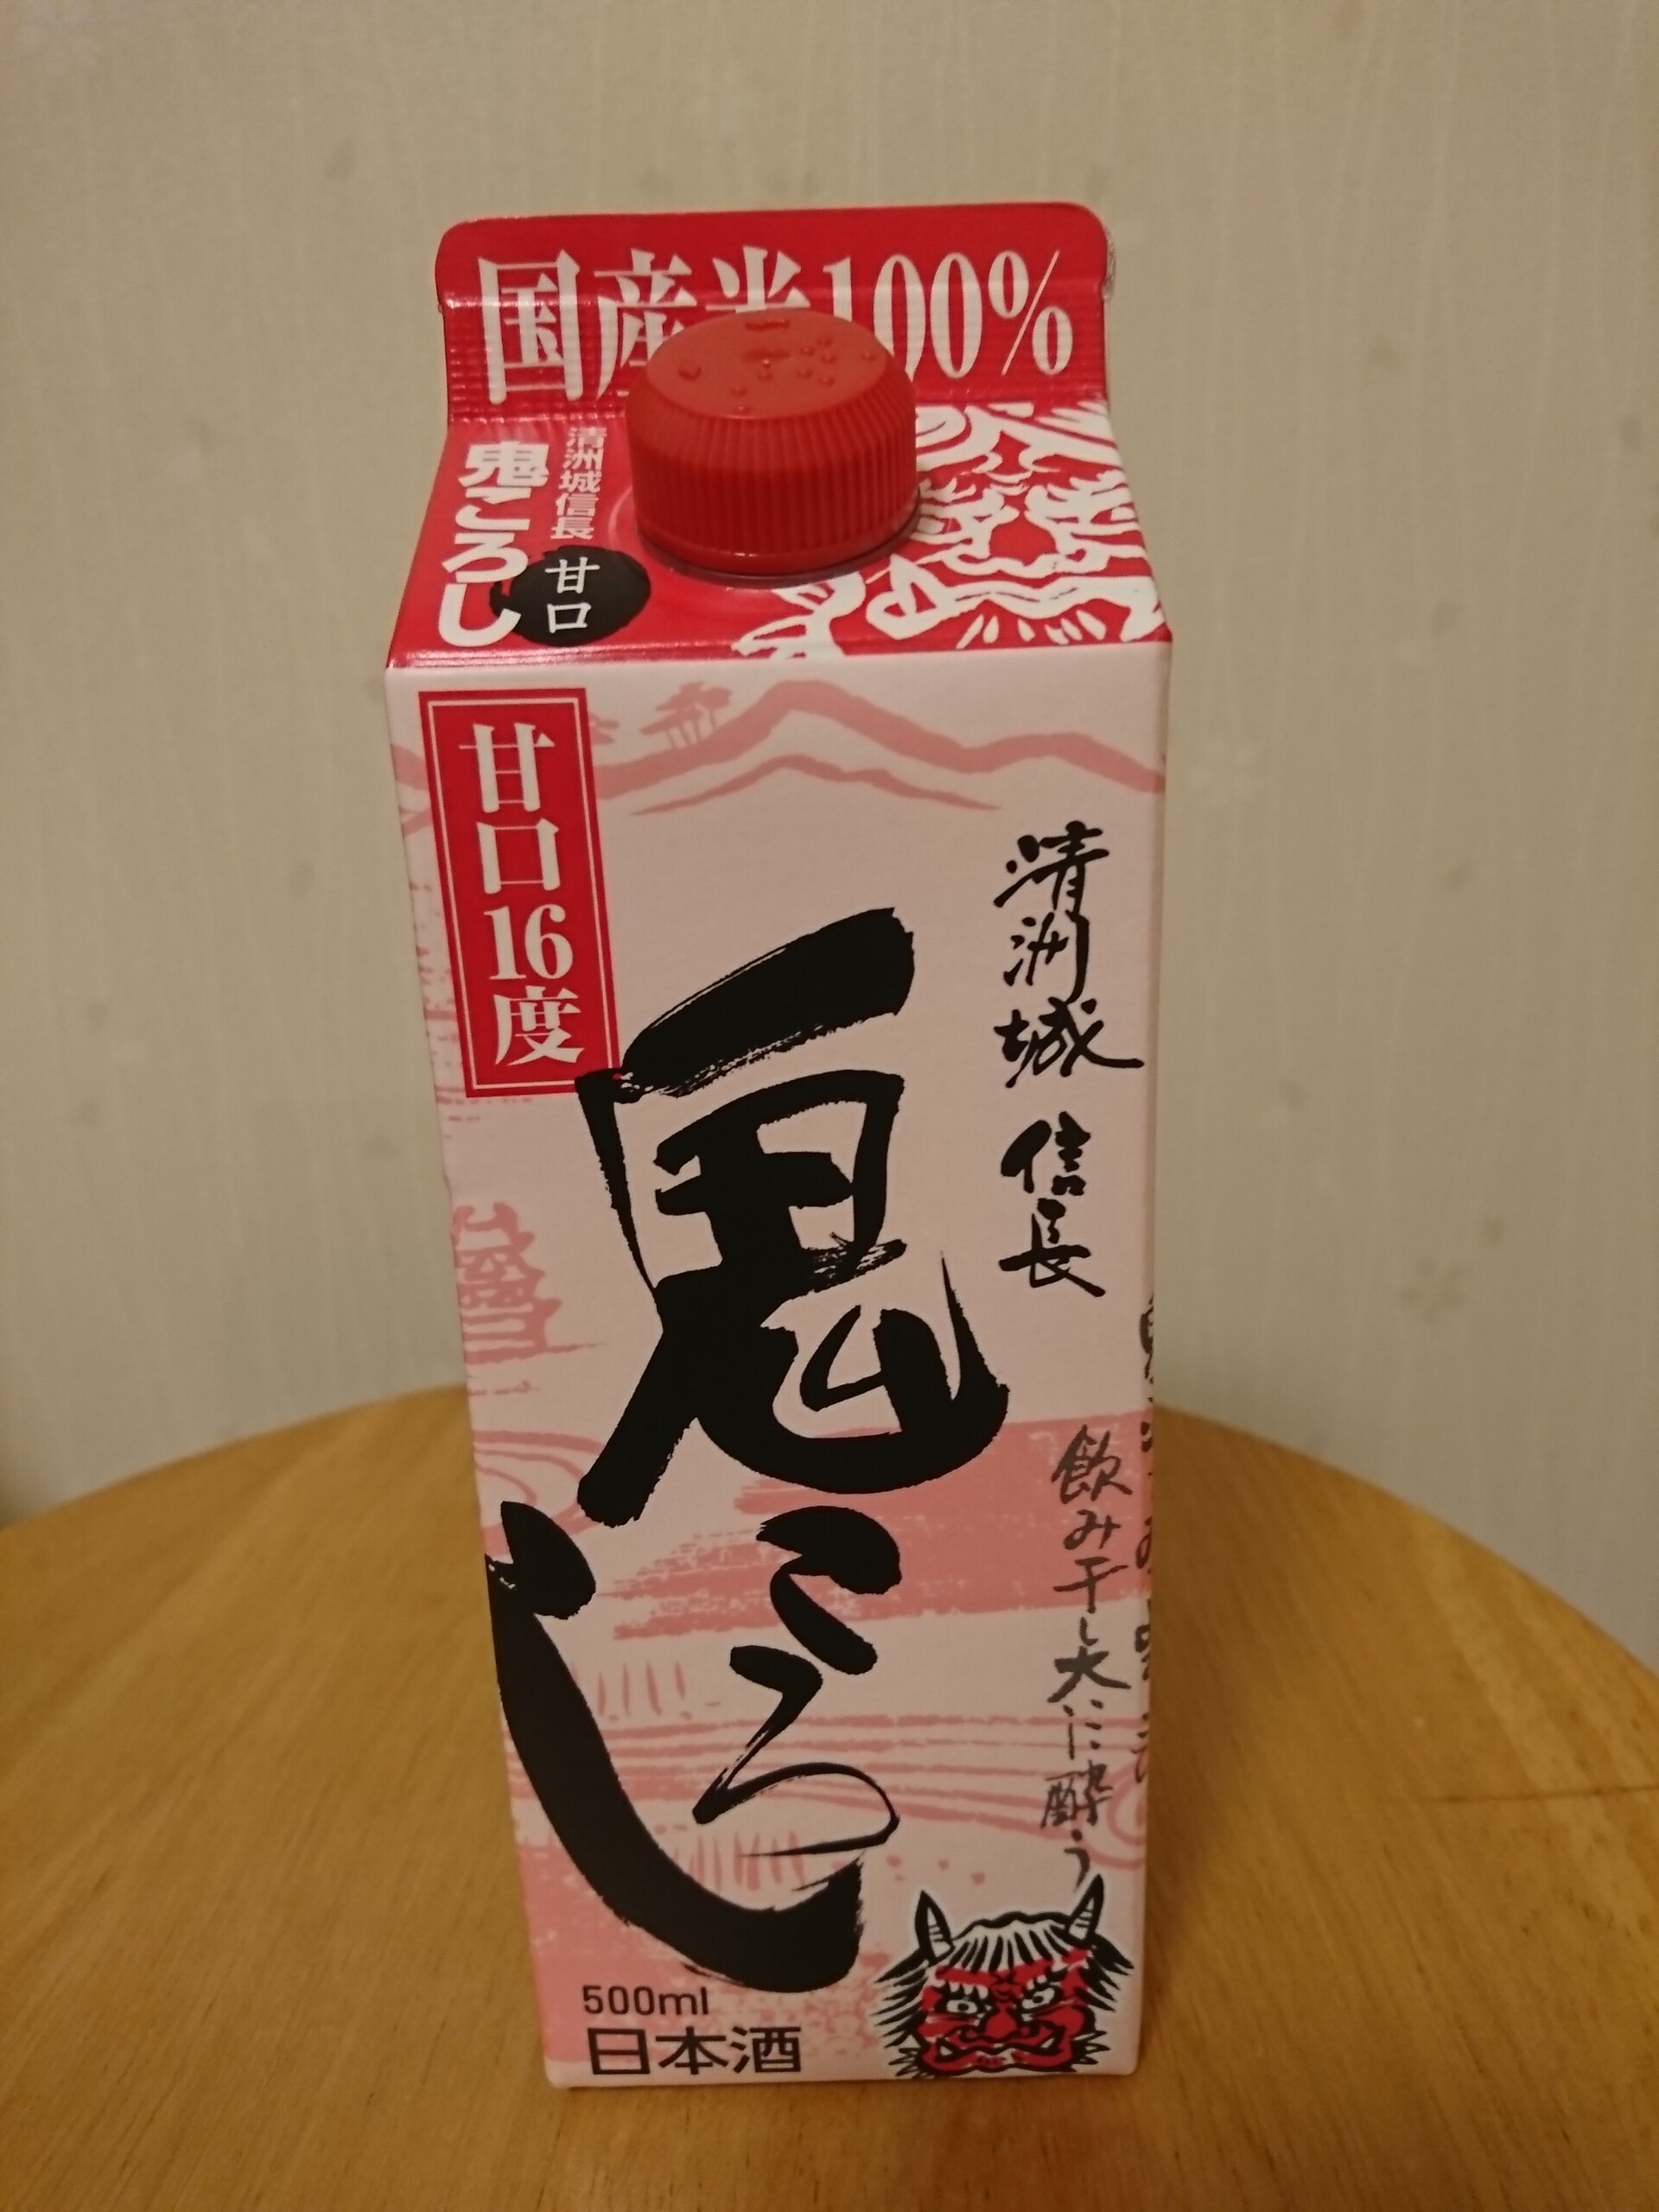 国産米100%
清洲城信長
鬼ころし
甘口
甘口16度
清洲城 信長
鬼ころし
飲み干し大に酔う
500ml
日本酒